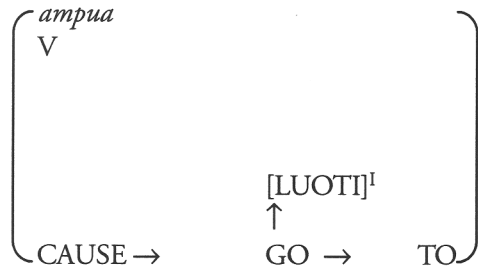 ampua
V
[LUOTI]ᴵ
↑
CAUSE → GO → TO